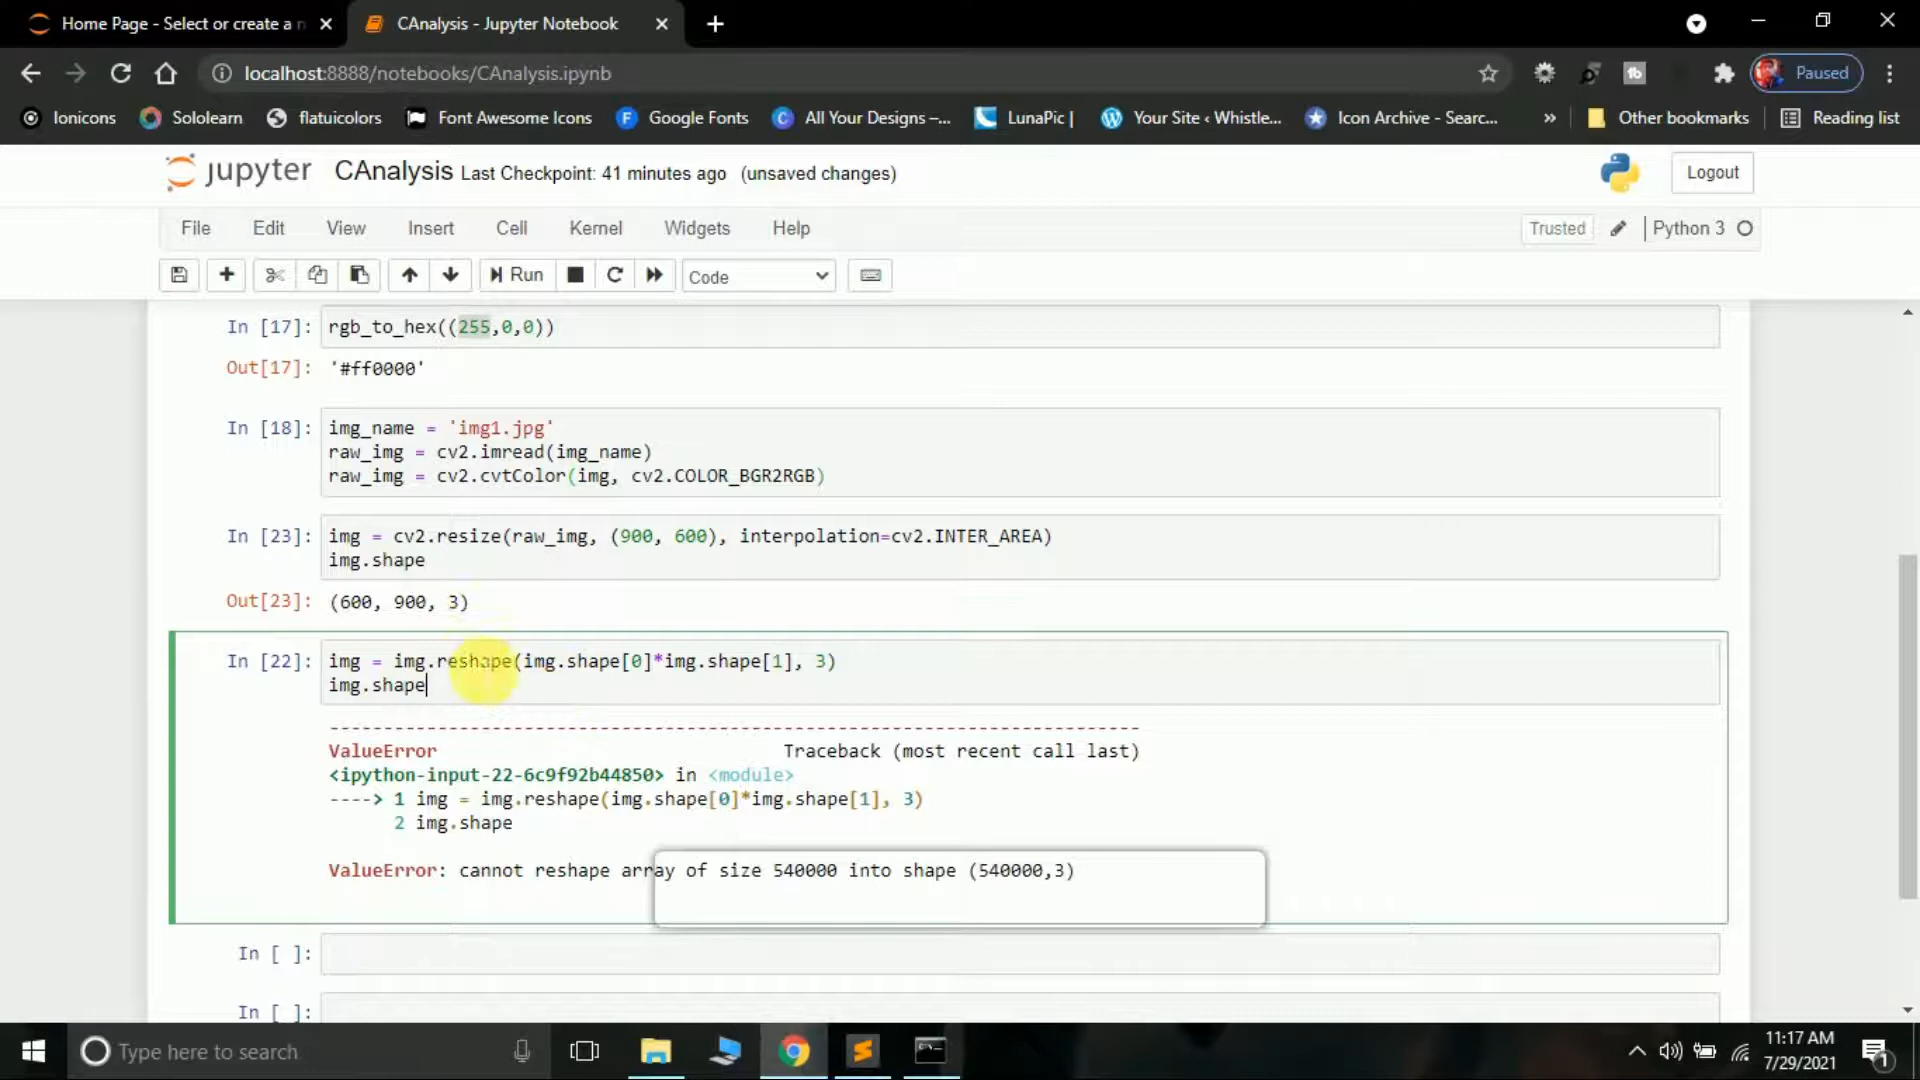 Home Page - Select or create a n
CAnalysis - Jupyter Notebook
localhost:8888/notebooks/CAnalysis.ipynb
Paused
Ionicons
Sololearn
flatuicolors
Font Awesome Icons
Google Fonts
All Your Designs –...
LunaPic |
Your Site ‹ Whistle...
Icon Archive - Searc...
»
Other bookmarks
Reading list
jupyter CAnalysis Last Checkpoint: 41 minutes ago (unsaved changes)
Logout
File Edit View Insert Cell Kernel Widgets Help
Trusted
Python 3
Run
Code
In [17]: rgb_to_hex((255,0,0))
Out[17]: '#ff0000'
In [18]: img_name = 'img1.jpg'
raw_img = cv2.imread(img_name)
raw_img = cv2.cvtColor(img, cv2.COLOR_BGR2RGB)
In [23]: img = cv2.resize(raw_img, (900, 600), interpolation=cv2.INTER_AREA)
img.shape
Out[23]: (600, 900, 3)
In [22]: img = img.reshape(img.shape[0]*img.shape[1], 3)
img.shape
---------------------------------------------------------------------------
ValueError Traceback (most recent call last)
<ipython-input-22-6c9f92b44850> in <module>
----> 1 img = img.reshape(img.shape[0]*img.shape[1], 3)
2 img.shape
ValueError: cannot reshape array of size 540000 into shape (540000,3)
In [ ]:
In [ ]:
Type here to search
11:17 AM
7/29/2021
1